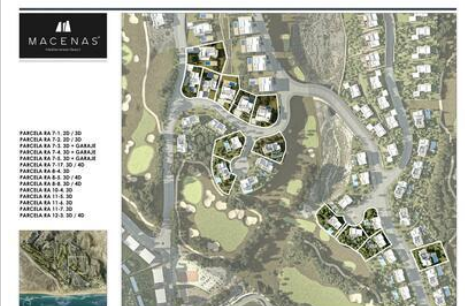 MACENAS
PARCELA RA 7-1. 2D / 3D
PARCELA RA 7-2. 2D / 3D
PARCELA RA 7-3. 3D + GARAJE
PARCELA RA 7-4. 3D + GARAJE
PARCELA RA 7-5. 3D + GARAJE
PARCELA RA 7-17. 3D / 4D
PARCELA RA 8-4. 3D
PARCELA RA 8-5. 3D / 4D
PARCELA RA 8-8. 3D / 4D
PARCELA RA 10-4. 3D
PARCELA RA 11-5. 3D
PARCELA RA 11-6. 3D
PARCELA RA 11-7. 3D
PARCELA RA 12-3. 3D / 4D